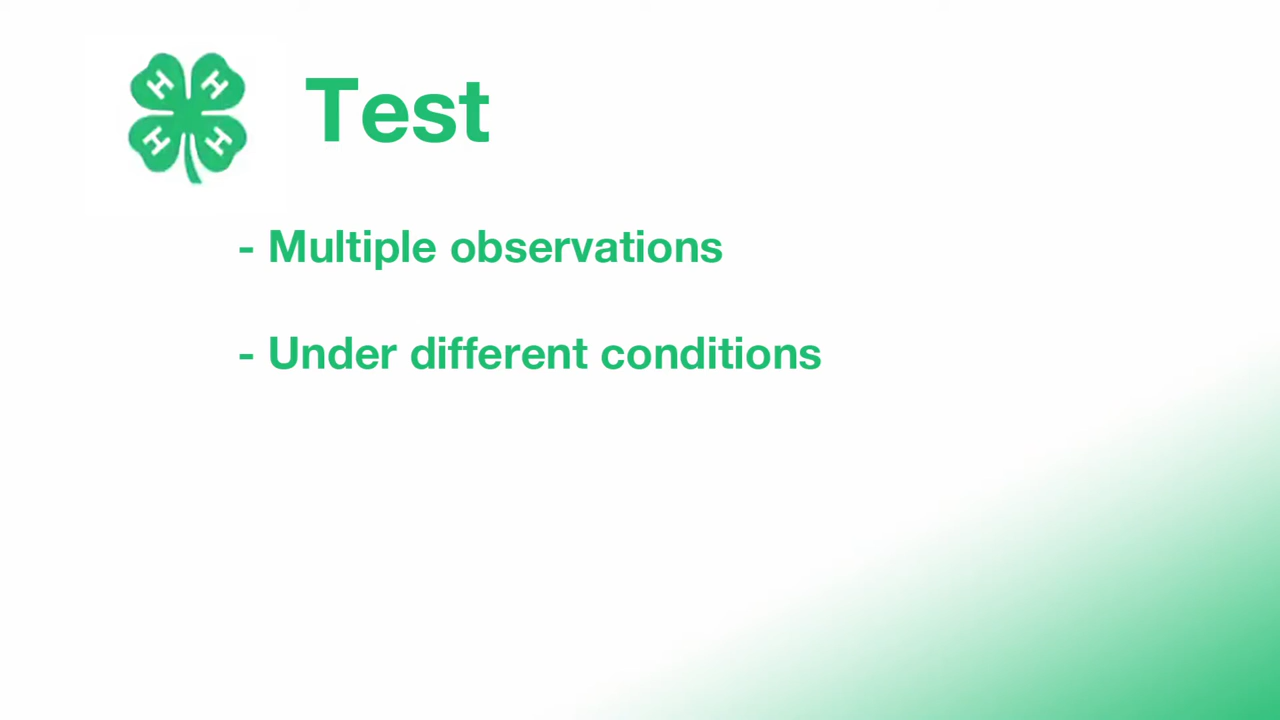 H H
H H
Test
- Multiple observations
- Under different conditions